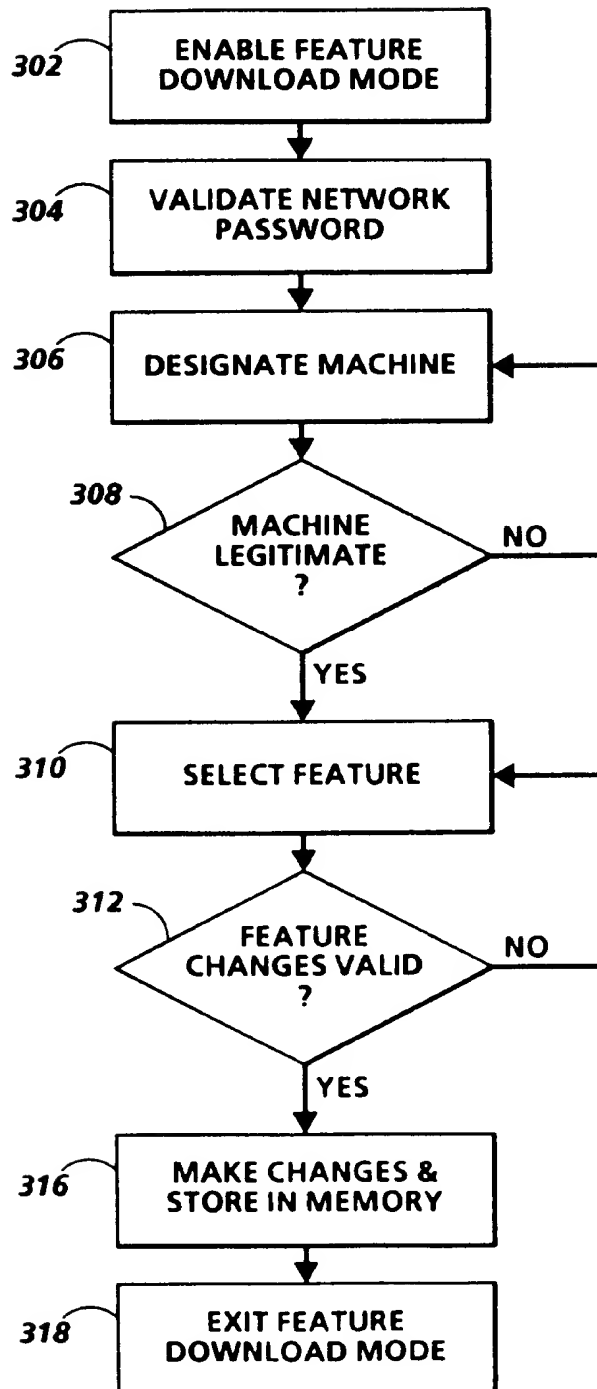 302
ENABLE FEATURE
DOWNLOAD MODE
304
VALIDATE NETWORK
PASSWORD
306
DESIGNATE MACHINE
308
MACHINE
LEGITIMATE
?
NO
YES
310
SELECT FEATURE
312
FEATURE
CHANGES VALID
?
NO
YES
316
MAKE CHANGES &
STORE IN MEMORY
318
EXIT FEATURE
DOWNLOAD MODE